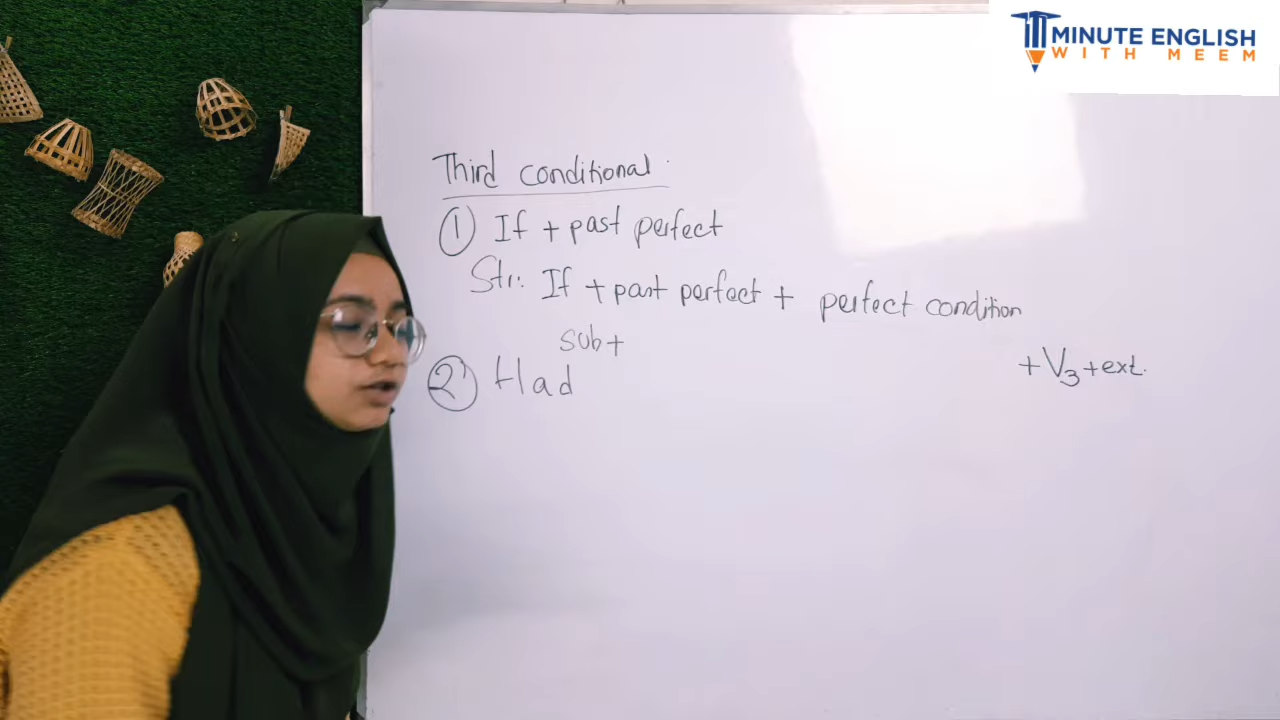 MINUTE ENGLISH
WITH MEEM
Third conditional
① If + past perfect
Str: If + past perfect + perfect condition
sub+
+V3+ext.
② Had